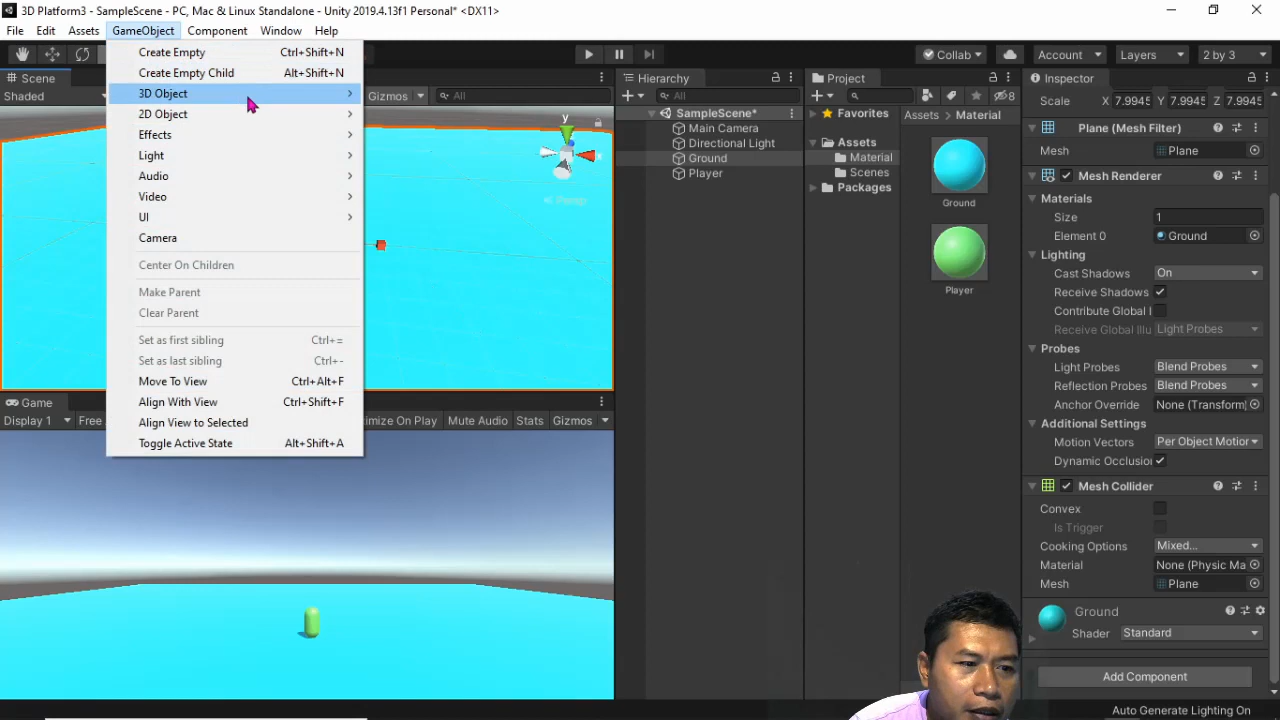 3D Platform3 - SampleScene - PC, Mac & Linux Standalone - Unity 2019.4.13f1 Personal* <DX11>
File Edit Assets GameObject Component Window Help
Collab Account Layers 2 by 3
Scene
Shaded Gizmos All
Create Empty Ctrl+Shift+N
Create Empty Child Alt+Shift+N
3D Object
2D Object
Effects
Light
Audio
Video
UI
Camera
Center On Children
Make Parent
Clear Parent
Set as first sibling Ctrl+=
Set as last sibling Ctrl+-
Move To View Ctrl+Alt+F
Align With View Ctrl+Shift+F
Align View to Selected
Toggle Active State Alt+Shift+A
y
x
Persp
Game
Display 1 Free imize On Play Mute Audio Stats Gizmos
Hierarchy
All
SampleScene*
Main Camera
Directional Light
Ground
Player
Project
8
Favorites
Assets
Material
Scenes
Packages
Assets Material
Ground
Player
Inspector
Scale X 7.9945 Y 7.9945 Z 7.9945
Plane (Mesh Filter)
Mesh Plane
Mesh Renderer
Materials
Size 1
Element 0 Ground
Lighting
Cast Shadows On
Receive Shadows
Contribute Global I
Receive Global Illu Light Probes
Probes
Light Probes Blend Probes
Reflection Probes Blend Probes
Anchor Override None (Transform)
Additional Settings
Motion Vectors Per Object Motion
Dynamic Occlusio
Mesh Collider
Convex
Is Trigger
Cooking Options Mixed...
Material None (Physic Ma
Mesh Plane
Ground
Shader Standard
Add Component
Auto Generate Lighting On